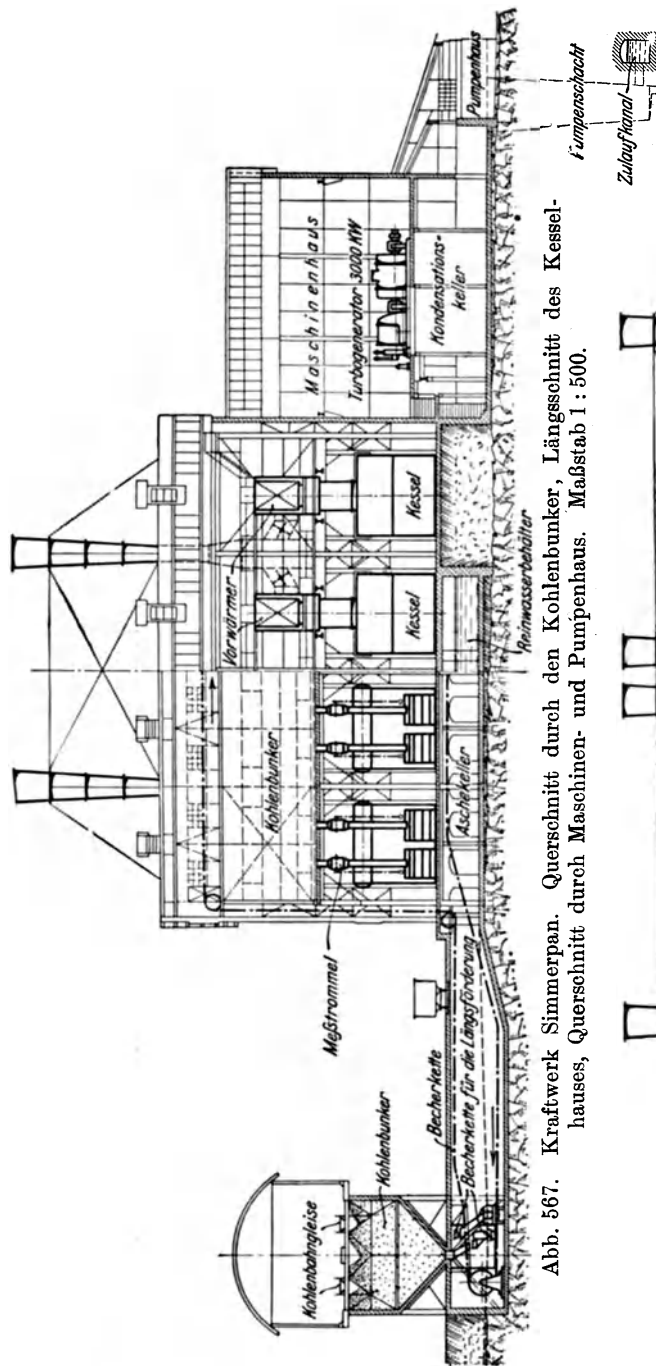 Kohlenbahngleise
Kohlenbunker
Becherkette
Becherkette für die Längsförderung
Meßtrommel
Kohlenbunker
Aschekeller
Vorwärmer
Kessel
Kessel
Reinwasserbehälter
Maschinenhaus
Turbogenerator 3000 KW
Kondensations-
keller
Pumpenhaus
Pumpenschacht
Zulaufkanal
Abb. 567. Kraftwerk Simmerpan. Querschnitt durch den Kohlenbunker, Längsschnitt des Kessel-
hauses, Querschnitt durch Maschinen- und Pumpenhaus. Maßstab 1 : 500.